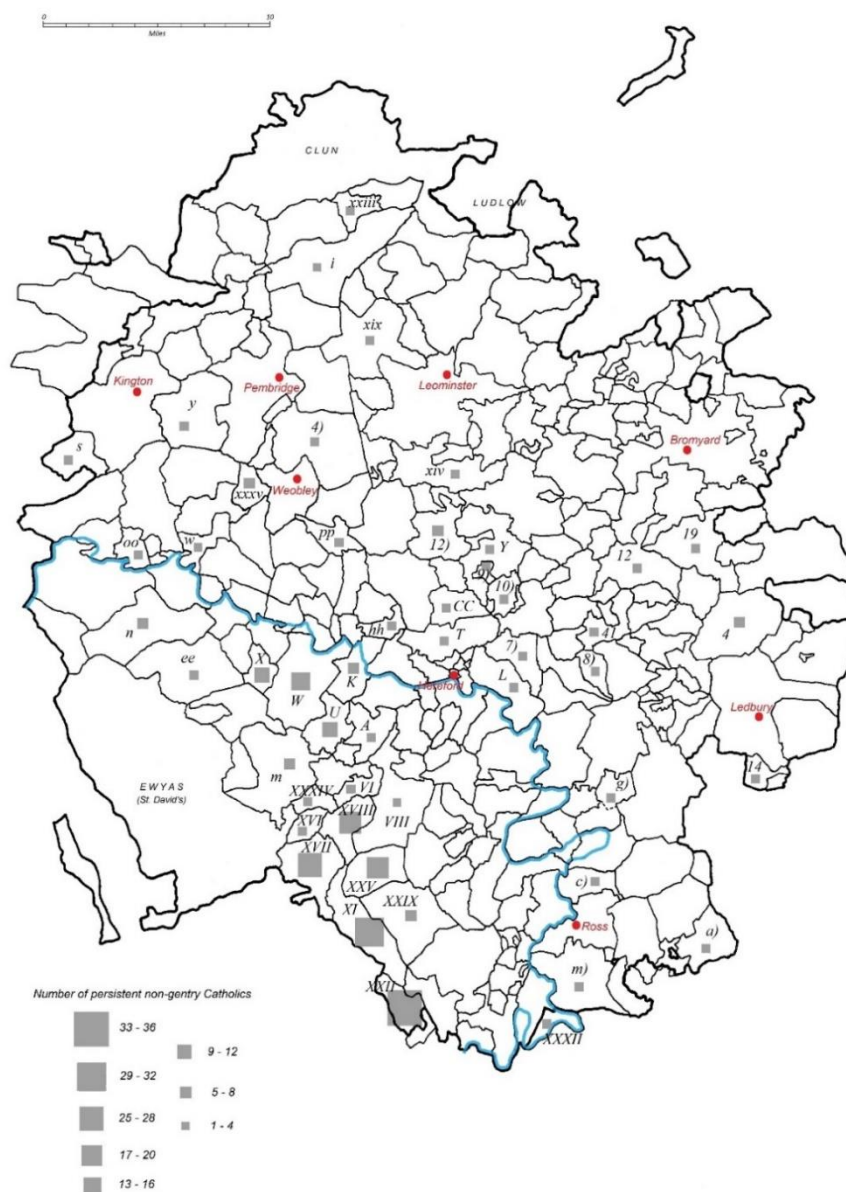 0 10
Miles
CLUN
xxiii
LUDLOW
i
xix
Kington
Pembridge
Leominster
y
4)
Bromyard
s
xiv
xxxv
Weobley
oo
w
pp
12)
Y
12
19
10)
CC
n
hh
T
4
4
7)
ee
X
K
L
8)
W
Hereford
Ledbury
U
A
m
14
EWYAS
(St. David's)
XXXIV
VI
g)
XVI
XVIII
VIII
XVII
XXV
c)
XI
XXIX
Ross
a)
XXII
m)
XXXII
Number of persistent non-gentry Catholics
33 - 36
9 - 12
29 - 32
5 - 8
25 - 28
1 - 4
17 - 20
13 - 16